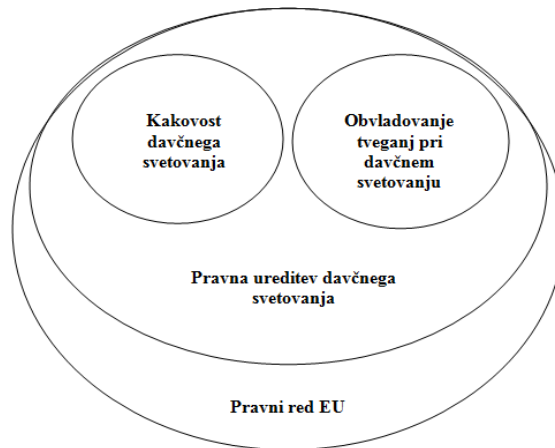 Kakovost
davčnega
svetovanja
Obvladovanje
tveganj pri
davčnem
svetovanju
Pravna ureditev davčnega
svetovanja
Pravni red EU